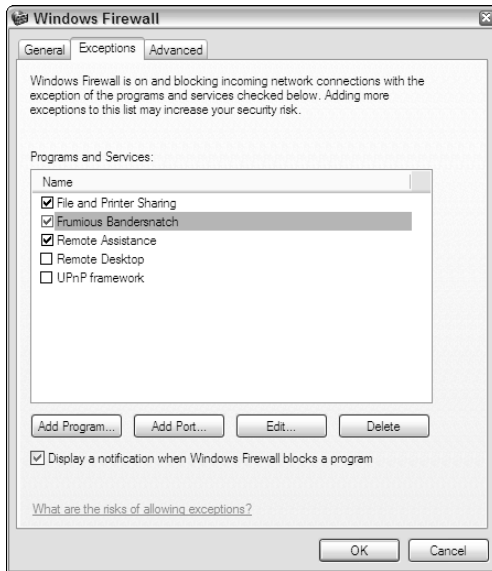 Windows Firewall
General Exceptions Advanced
Windows Firewall is on and blocking incoming network connections with the
exception of the programs and services checked below. Adding more
exceptions to this list may increase your security risk.
Programs and Services:
Name
File and Printer Sharing
Frumious Bandersnatch
Remote Assistance
Remote Desktop
UPnP framework
Add Program... Add Port... Edit... Delete
Display a notification when Windows Firewall blocks a program
What are the risks of allowing exceptions?
OK Cancel